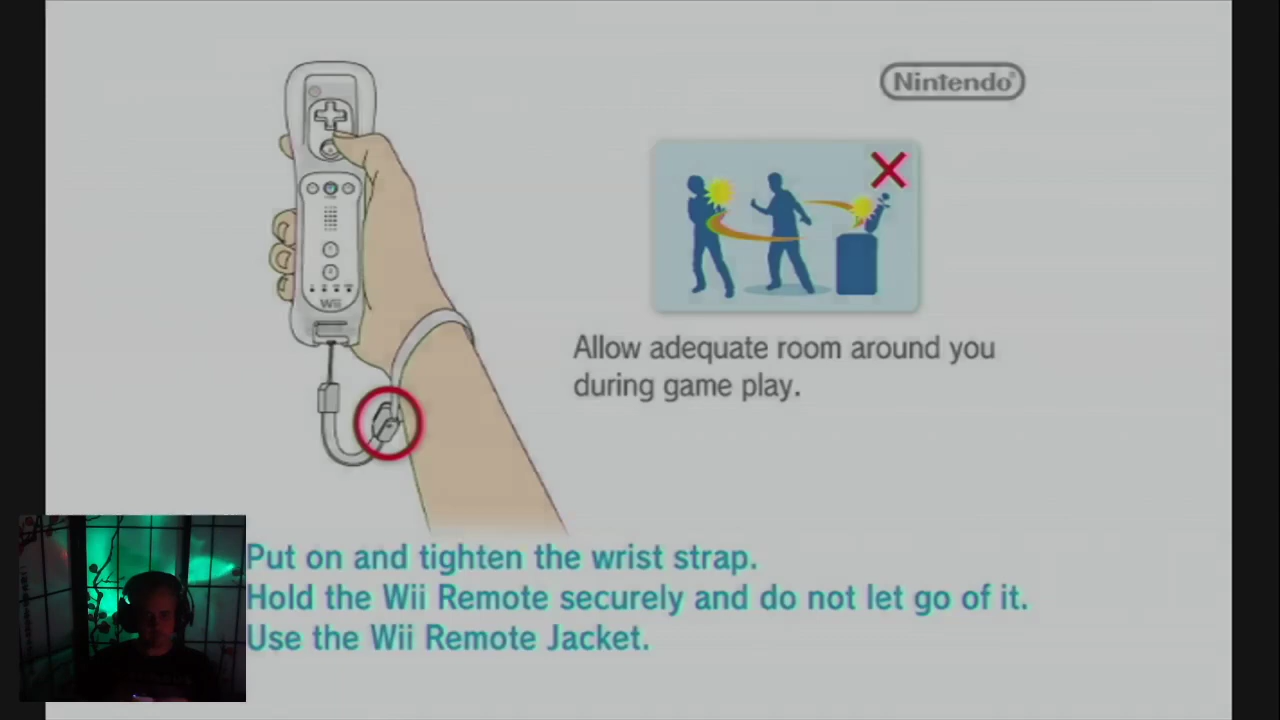 Nintendo®
Wii
Allow adequate room around you
during game play.
Put on and tighten the wrist strap.
Hold the Wii Remote securely and do not let go of it.
Use the Wii Remote Jacket.